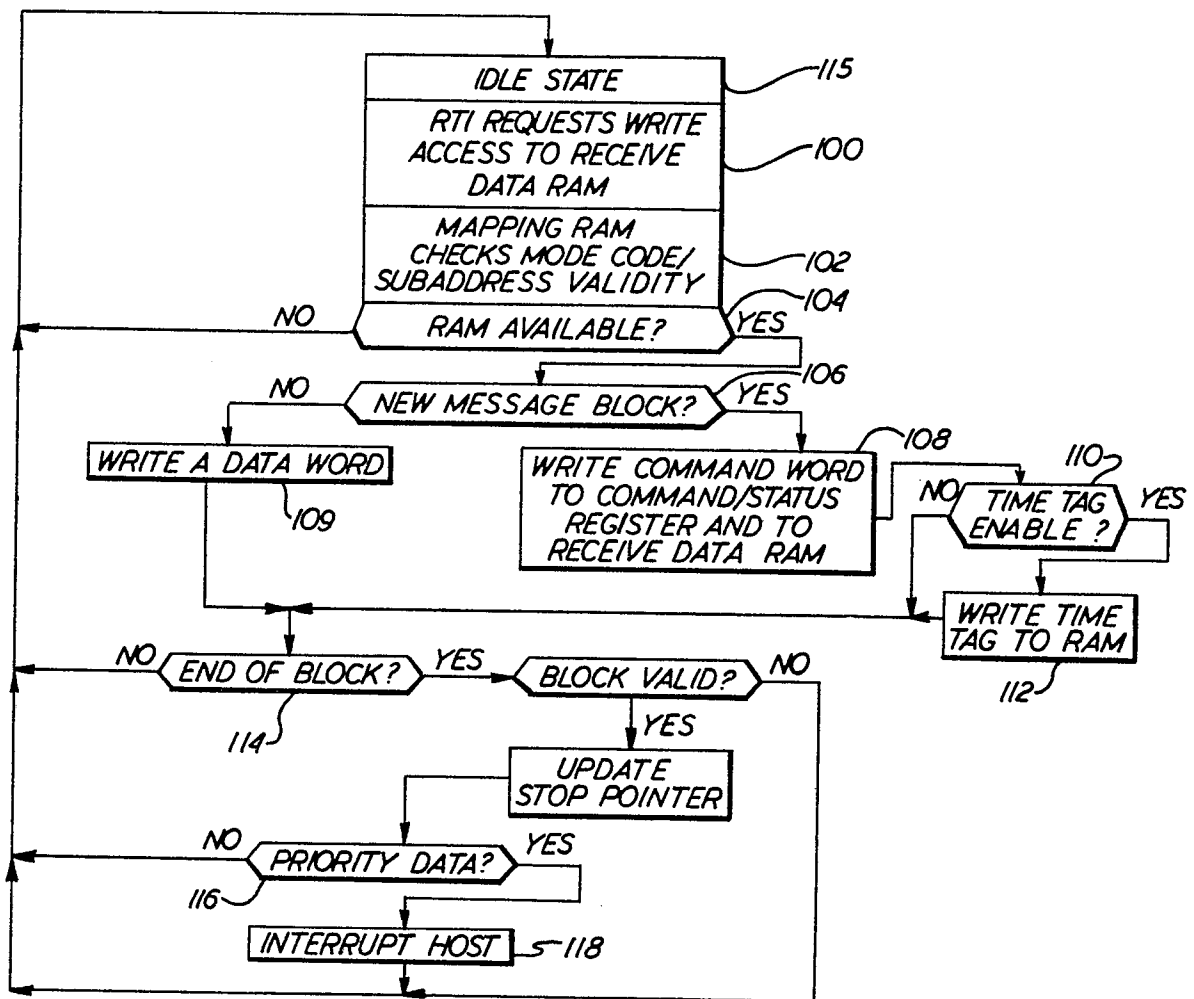 IDLE STATE
115
RTI REQUESTS WRITE
ACCESS TO RECEIVE
DATA RAM
100
MAPPING RAM
CHECKS MODE CODE/
SUBADDRESS VALIDITY
102
104
NO
RAM AVAILABLE?
YES
106
NO
NEW MESSAGE BLOCK?
YES
WRITE A DATA WORD
109
108
WRITE COMMAND WORD
TO COMMAND/STATUS
REGISTER AND TO
RECEIVE DATA RAM
110
NO
TIME TAG
ENABLE ?
YES
WRITE TIME
TAG TO RAM
112
NO
END OF BLOCK?
YES
114
BLOCK VALID?
NO
YES
UPDATE
STOP POINTER
NO
PRIORITY DATA?
YES
116
INTERRUPT HOST
118